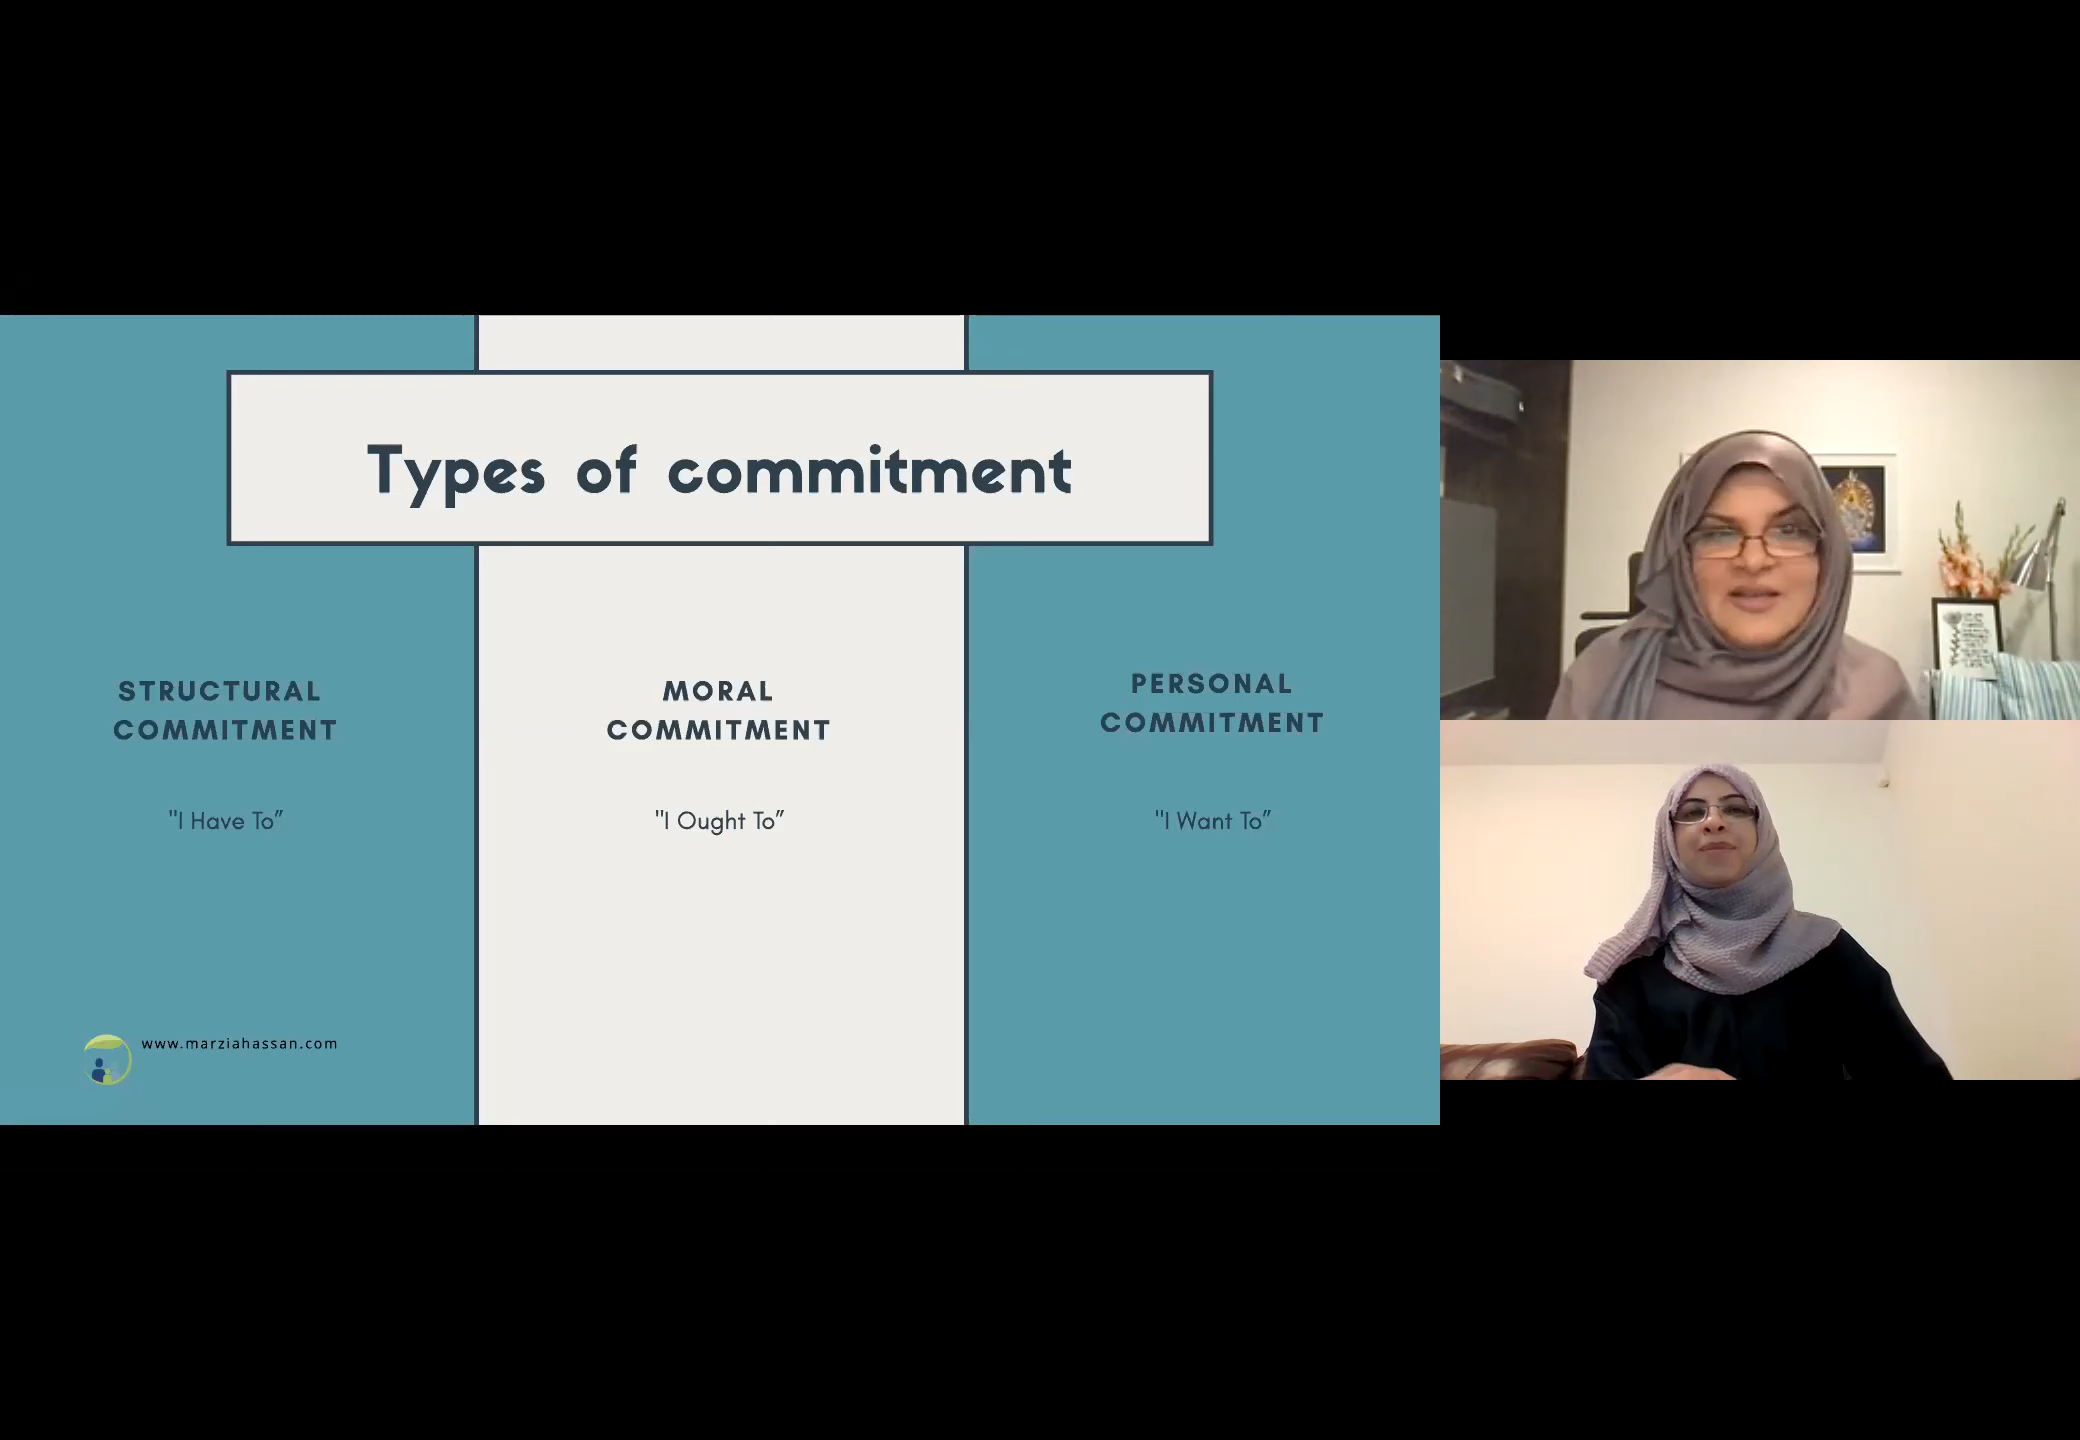 Types of commitment
STRUCTURAL
COMMITMENT
"I Have To”
MORAL
COMMITMENT
"I Ought To”
PERSONAL
COMMITMENT
"I Want To”
www.marziahassan.com